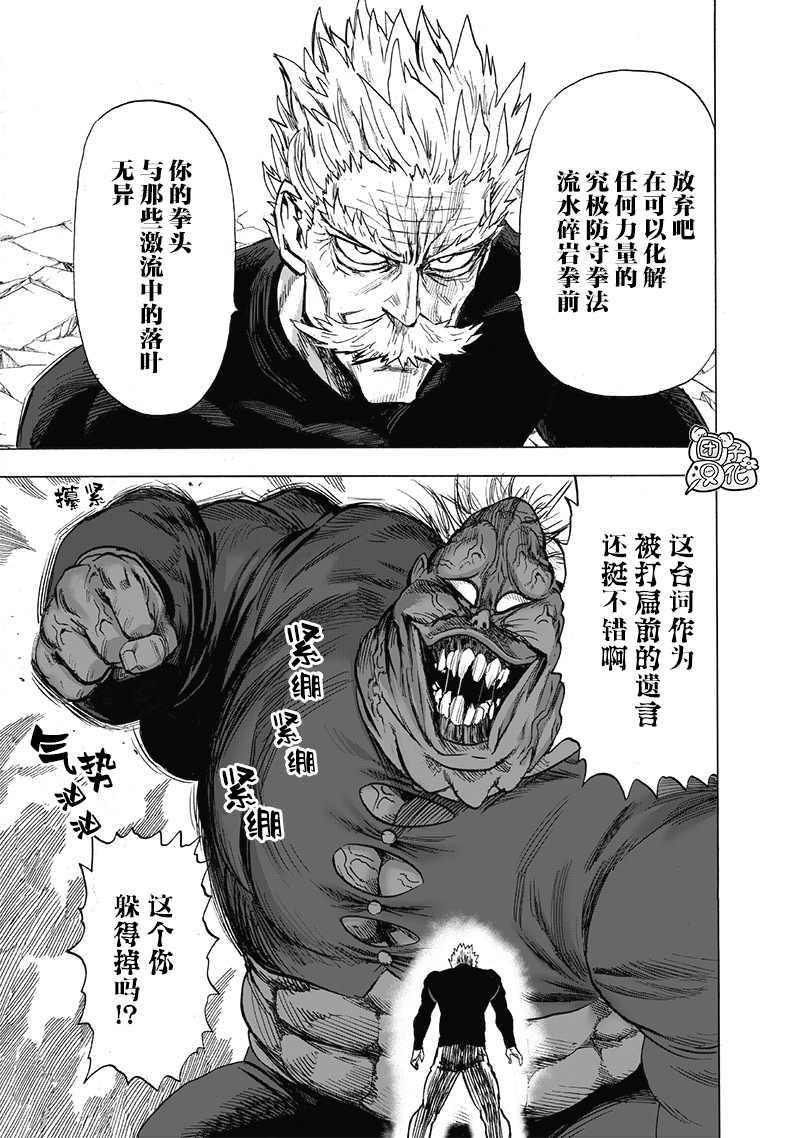 放弃吧
在可以化解
任何力量的
究极防守拳法
流水碎岩拳前
你的拳头
与那些激流中的落叶
无异
团子汉化
攥紧
这台词作为
被打扁前的遗言
还挺不错啊
紧绷
紧绷
紧绷
气势
汹汹
这个你
躲得掉吗!?